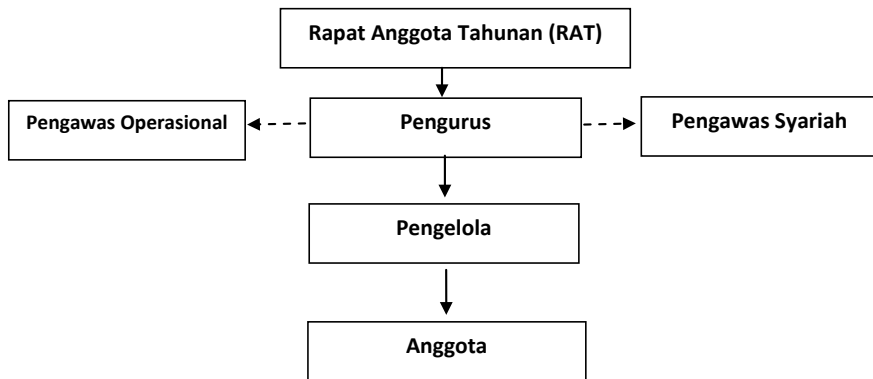 Rapat Anggota Tahunan (RAT)
Pengawas Operasional
Pengurus
Pengawas Syariah
Pengelola
Anggota